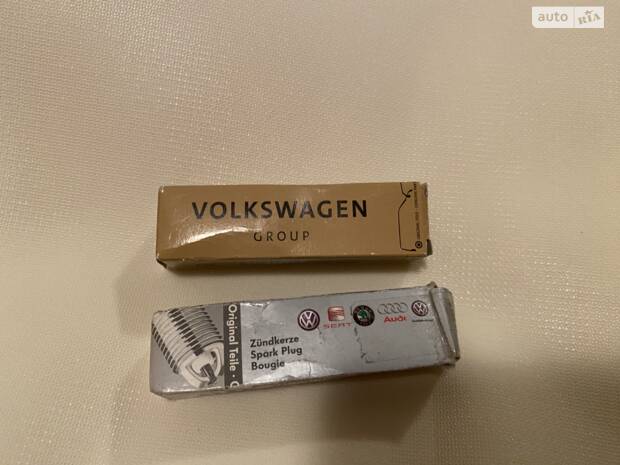 auto RIA
VOLKSWAGEN
GROUP
Original Teile ·
SEAT
Audi
Zündkerze
Spark Plug
Bougie